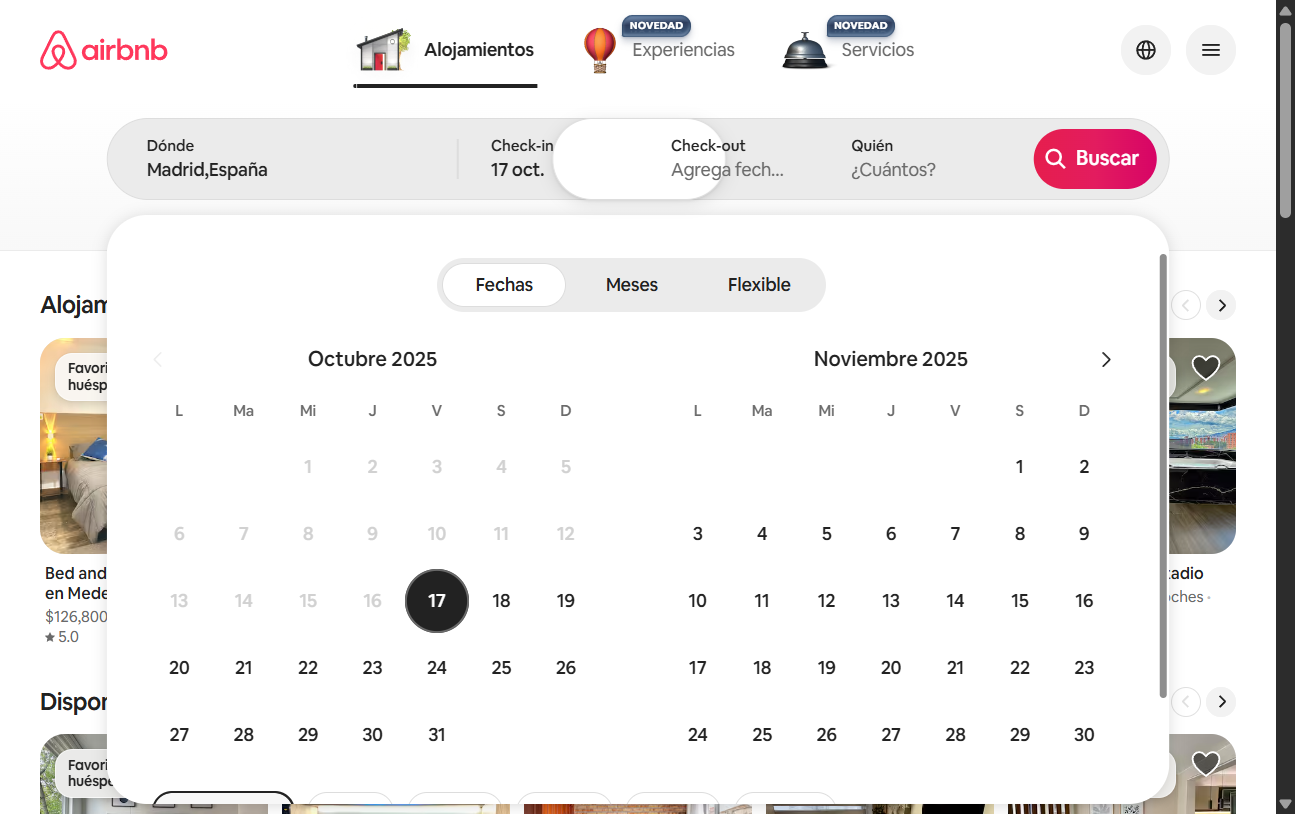 airbnb
Alojamientos
NOVEDAD
Experiencias
NOVEDAD
Servicios
Dónde
Madrid,España
Check-in
17 oct.
Check-out
Agrega fech...
Quién
¿Cuántos?
Buscar
Fechas
Meses
Flexible
Alojam
Favori
huésp
Bed and
en Mede
$126,800
5.0
Octubre 2025
L Ma Mi J V S D
1 2 3 4 5
6 7 8 9 10 11 12
13 14 15 16 17 18 19
20 21 22 23 24 25 26
27 28 29 30 31
Noviembre 2025
L Ma Mi J V S D
1 2
3 4 5 6 7 8 9
10 11 12 13 14 15 16
17 18 19 20 21 22 23
24 25 26 27 28 29 30
tadio
oches ·
Dispon
Favori
huéspe